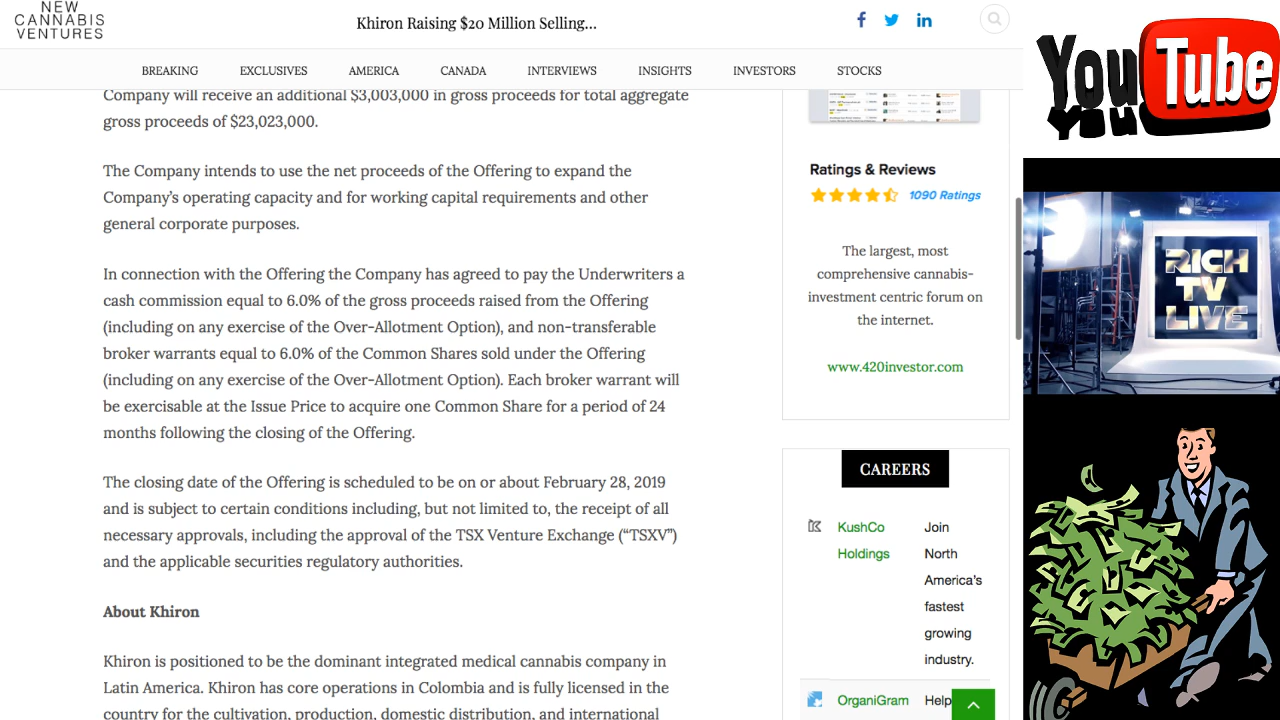 NEW
CANNABIS
VENTURES
Khiron Raising $20 Million Selling...
BREAKING
EXCLUSIVES
AMERICA
CANADA
INTERVIEWS
INSIGHTS
INVESTORS
STOCKS
Company will receive an additional $3,003,000 in gross proceeds for total aggregate
gross proceeds of $23,023,000.
The Company intends to use the net proceeds of the Offering to expand the
Company's operating capacity and for working capital requirements and other
general corporate purposes.
In connection with the Offering the Company has agreed to pay the Underwriters a
cash commission equal to 6.0% of the gross proceeds raised from the Offering
(including on any exercise of the Over-Allotment Option), and non-transferable
broker warrants equal to 6.0% of the Common Shares sold under the Offering
(including on any exercise of the Over-Allotment Option). Each broker warrant will
be exercisable at the Issue Price to acquire one Common Share for a period of 24
months following the closing of the Offering.
The closing date of the Offering is scheduled to be on or about February 28, 2019
and is subject to certain conditions including, but not limited to, the receipt of all
necessary approvals, including the approval of the TSX Venture Exchange (“TSXV”)
and the applicable securities regulatory authorities.
About Khiron
Khiron is positioned to be the dominant integrated medical cannabis company in
Latin America. Khiron has core operations in Colombia and is fully licensed in the
country for the cultivation, production, domestic distribution, and international
Ratings & Reviews
1090 Ratings
The largest, most
comprehensive cannabis-
investment centric forum on
the internet.
www.420investor.com
CAREERS
KushCo
Holdings
Join
North
America's
fastest
growing
industry.
OrganiGram
Help
You Tube
RICH
TV
LIVE